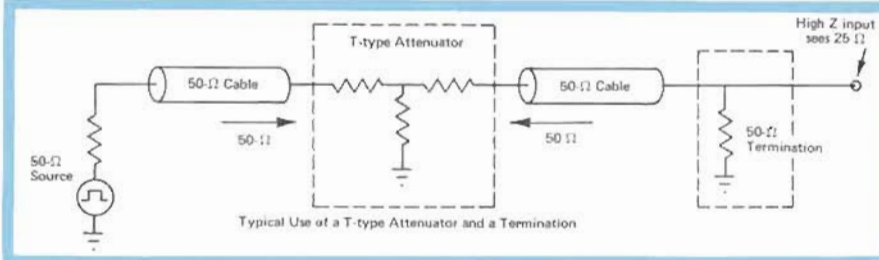 High Z input
sees 25 Ω
T-type Attenuator
50-Ω Cable
50-Ω Cable
50-Ω
50 Ω
50-Ω
Source
50-Ω
Termination
Typical Use of a T-type Attenuator and a Termination